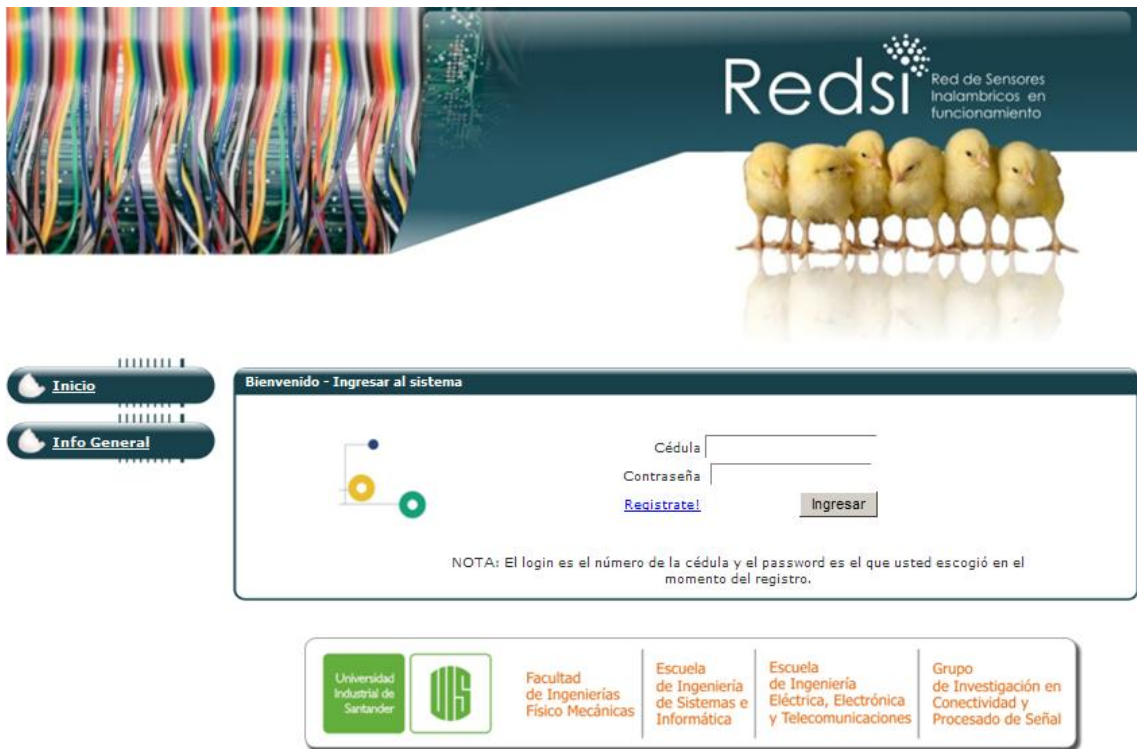 Redsi
Red de Sensores
Inalambricos en
funcionamiento
Inicio
Info General
Bienvenido - Ingresar al sistema
Cédula
Contraseña
Registrate!
Ingresar
NOTA: El login es el número de la cédula y el password es el que usted escogió en el
momento del registro.
Universidad
Industrial de
Santander
UIS
Facultad
de Ingenierías
Físico Mecánicas
Escuela
de Ingeniería
de Sistemas e
Informática
Escuela
de Ingeniería
Eléctrica, Electrónica
y Telecomunicaciones
Grupo
de Investigación en
Conectividad y
Procesado de Señal